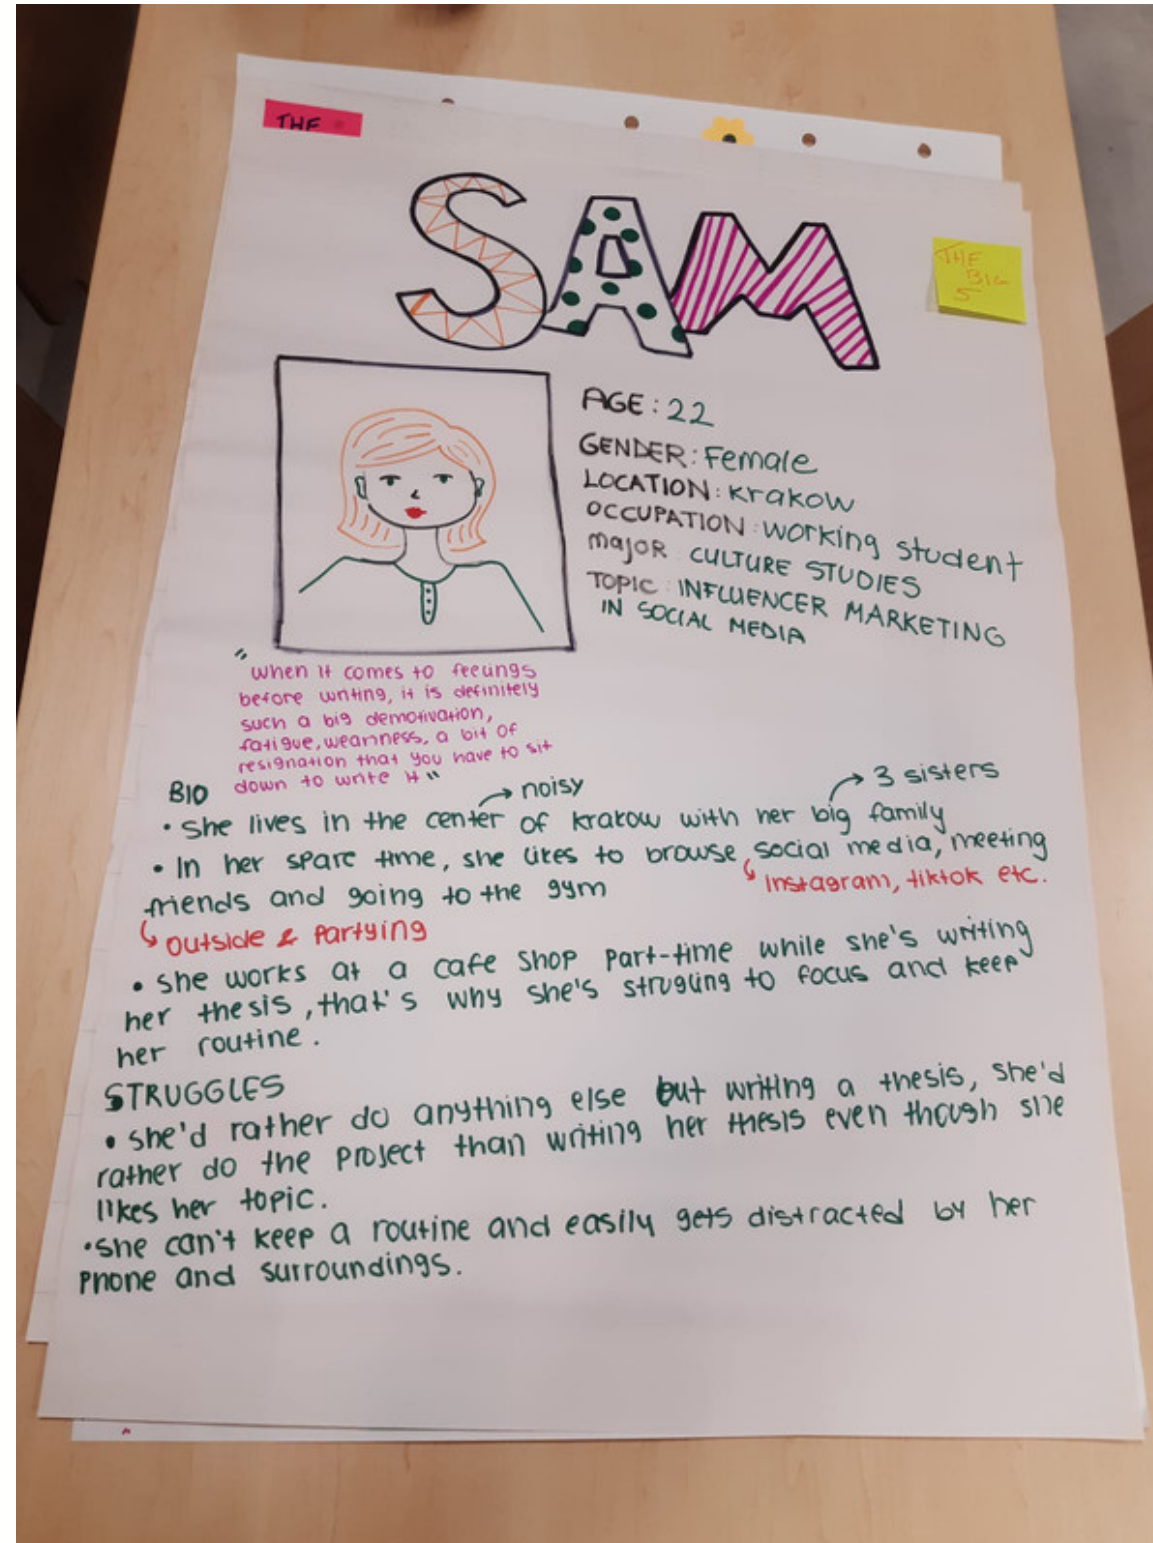 THE
SAM
THE
BIG
5
AGE : 22
GENDER : Female
LOCATION : Krakow
OCCUPATION : working student
major : CULTURE STUDIES
TOPIC : INFLUENCER MARKETING
IN SOCIAL MEDIA
"when it comes to feelings
before writing, it is definitely
such a big demotivation,
fatigue, weariness, a bit of
resignation that you have to sit
down to write it"
BIO
noisy
3 sisters
• She lives in the center of Krakow with her big family
• In her spare time, she likes to browse social media, meeting
instagram, tiktok etc.
friends and going to the gym
outside & partying
• she works at a cafe shop part-time while she's writing
her thesis, that's why she's strugling to focus and keep
her routine.
STRUGGLES
• she'd rather do anything else but writing a thesis, she'd
rather do the project than writing her thesis even though she
likes her topic.
• she can't keep a routine and easily gets distracted by her
phone and surroundings.